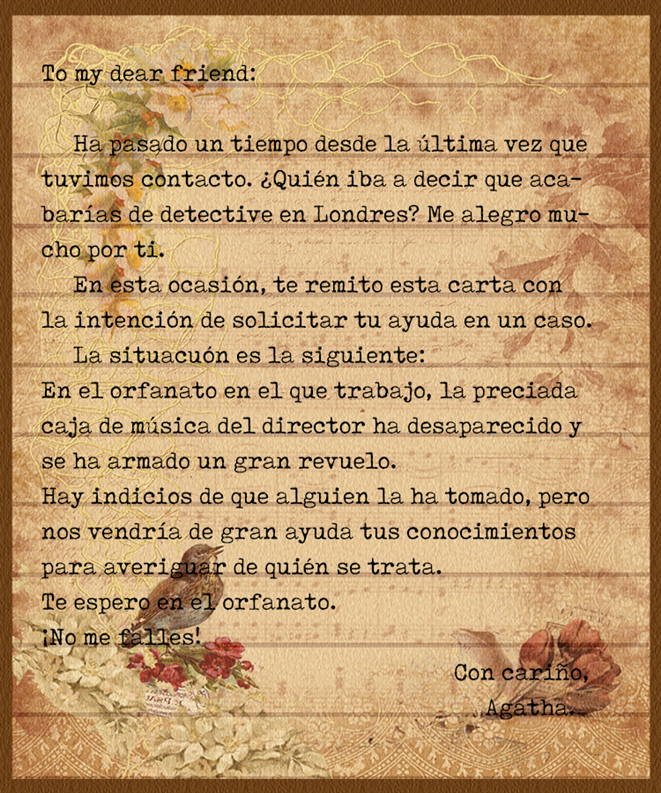 To my dear friend:
Ha pasado un tiempo desde la última vez que
tuvimos contacto. ¿Quién iba a decir que aca-
barías de detective en Londres? Me alegro mu-
cho por ti.
En esta ocasión, te remito esta carta con
la intención de solicitar tu ayuda en un caso.
La situacuón es la siguiente:
En el orfanato en el que trabajo, la preciada
caja de música del director ha desaparecido y
se ha armado un gran revuelo.
Hay indicios de que alguien la ha tomado, pero
nos vendría de gran ayuda tus conocimientos
para averiguar de quién se trata.
Te espero en el orfanato.
¡No me falles!
Con cariño,
Agatha.